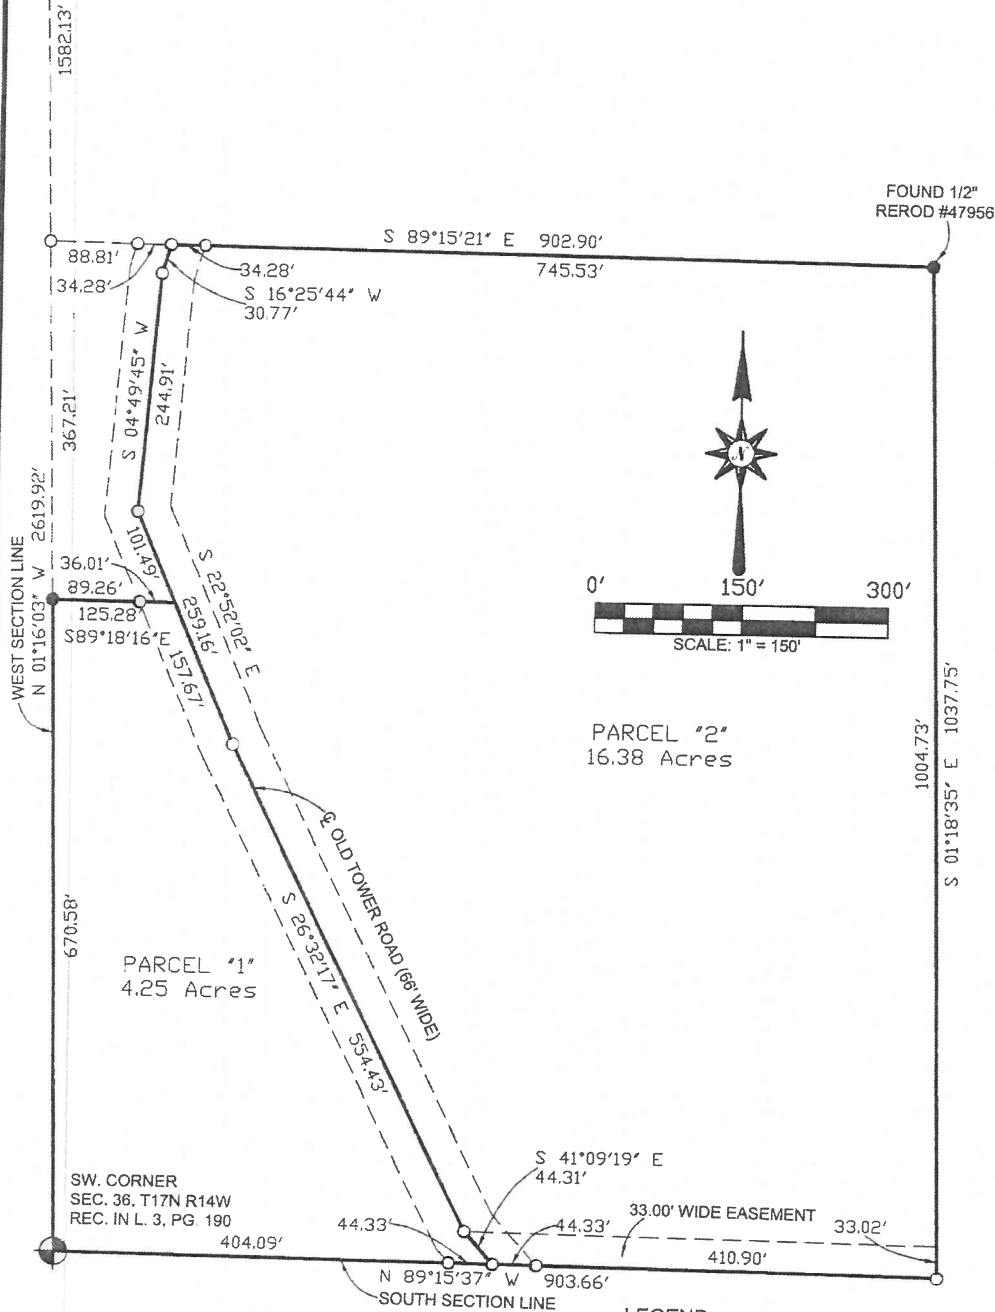 1582.13'
FOUND 1/2"
REROD #47956
S 89°15'21" E 902.90'
745.53'
88.81'
34.28'
34.28'
S 16°25'44" W
30.77'
S 04°49'45" W
244.91'
367.21'
WEST SECTION LINE
N 01°16'03" W 2619.92'
101.49'
36.01'
89.26'
125.28'
S89°18'16"E
259.16'
157.67'
S 22°52'02" E
N
0' 150' 300'
SCALE: 1" = 150'
PARCEL "2"
16.38 Acres
1004.73'
S 01°18'35" E 1037.75'
℄ OLD TOWER ROAD (66' WIDE)
S 26°32'17" E 554.43'
670.58'
PARCEL "1"
4.25 Acres
S 41°09'19" E
44.31'
SW. CORNER
SEC. 36, T17N R14W
REC. IN L. 3, PG. 190
33.00' WIDE EASEMENT
33.02'
44.33'
44.33'
404.09'
410.90'
N 89°15'37" W 903.66'
SOUTH SECTION LINE
LEGEND